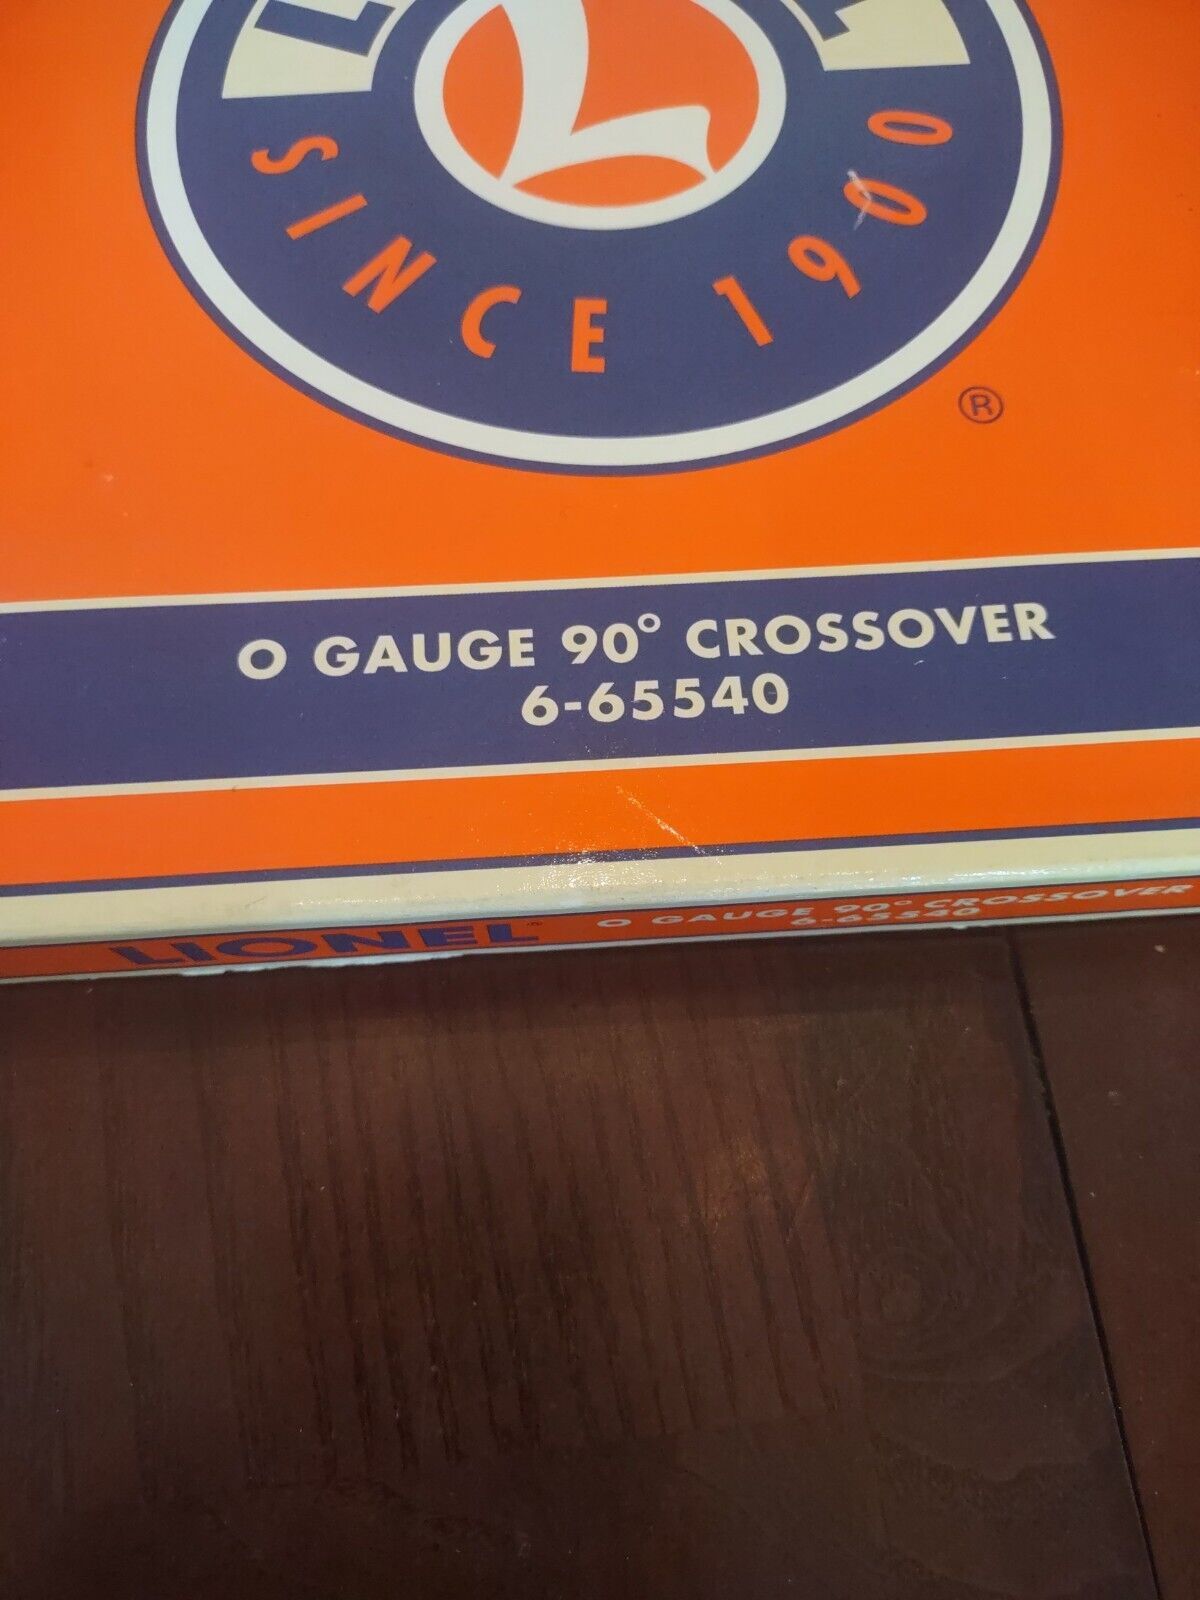 L
L
SINCE 1900
®
O GAUGE 90° CROSSOVER
6-65540
LIONEL O GAUGE 90° CROSSOVER
6-65540